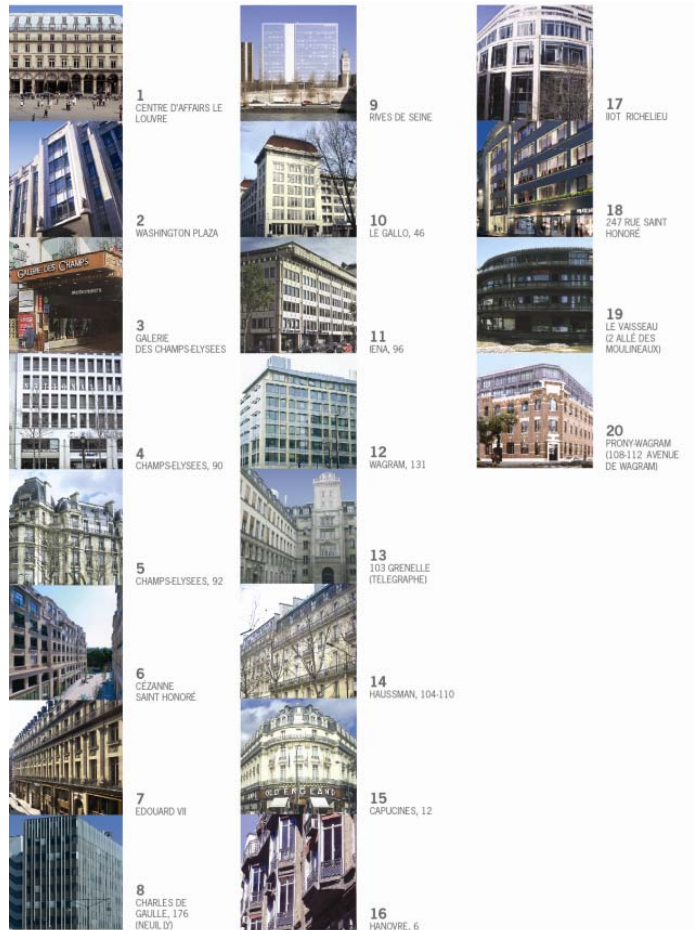 1
CENTRE D'AFFAIRS LE
LOUVRE
2
WASHINGTON PLAZA
GALERIE DES CHAMPS
3
GALERIE
DES CHAMPS-ELYSEES
4
CHAMPS-ELYSEES, 90
5
CHAMPS-ELYSEES, 92
6
CÉZANNE
SAINT HONORÉ
7
EDOUARD VII
8
CHARLES DE
GAULLE, 176
(NEUIL LY)
9
RIVES DE SEINE
10
LE GALLO, 46
11
IENA, 96
12
WAGRAM, 131
13
103 GRENELLE
(TELEGRAPHE)
14
HAUSSMAN, 104-110
OLD ENGLAND
15
CAPUCINES, 12
16
HANOVRE, 6
17
IIOT RICHELIEU
18
247 RUE SAINT
HONORÉ
19
LE VAISSEAU
(2 ALLÉ DES
MOULINEAUX)
20
PRONY-WAGRAM
(108-112 AVENUE
DE WAGRAM)